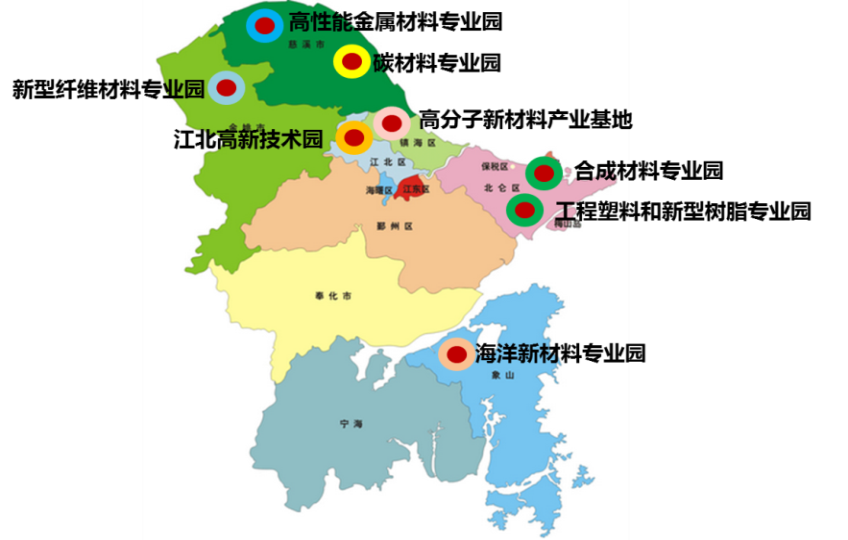 高性能金属材料专业园
慈溪市
碳材料专业园
新型纤维材料专业园
高分子新材料产业基地
余姚市
江北高新技术园
镇海区
江北区
保税区
合成材料专业园
海曙区
江东区
北仑区
工程塑料和新型树脂专业园
梅山岛
鄞州区
奉化市
海洋新材料专业园
象山
宁海